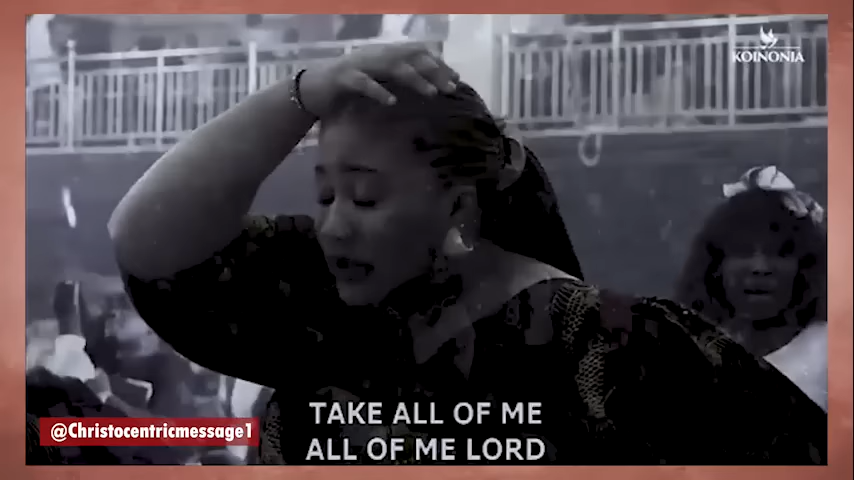 KOINONIA
@Christocentricmessage1
TAKE ALL OF ME
ALL OF ME LORD